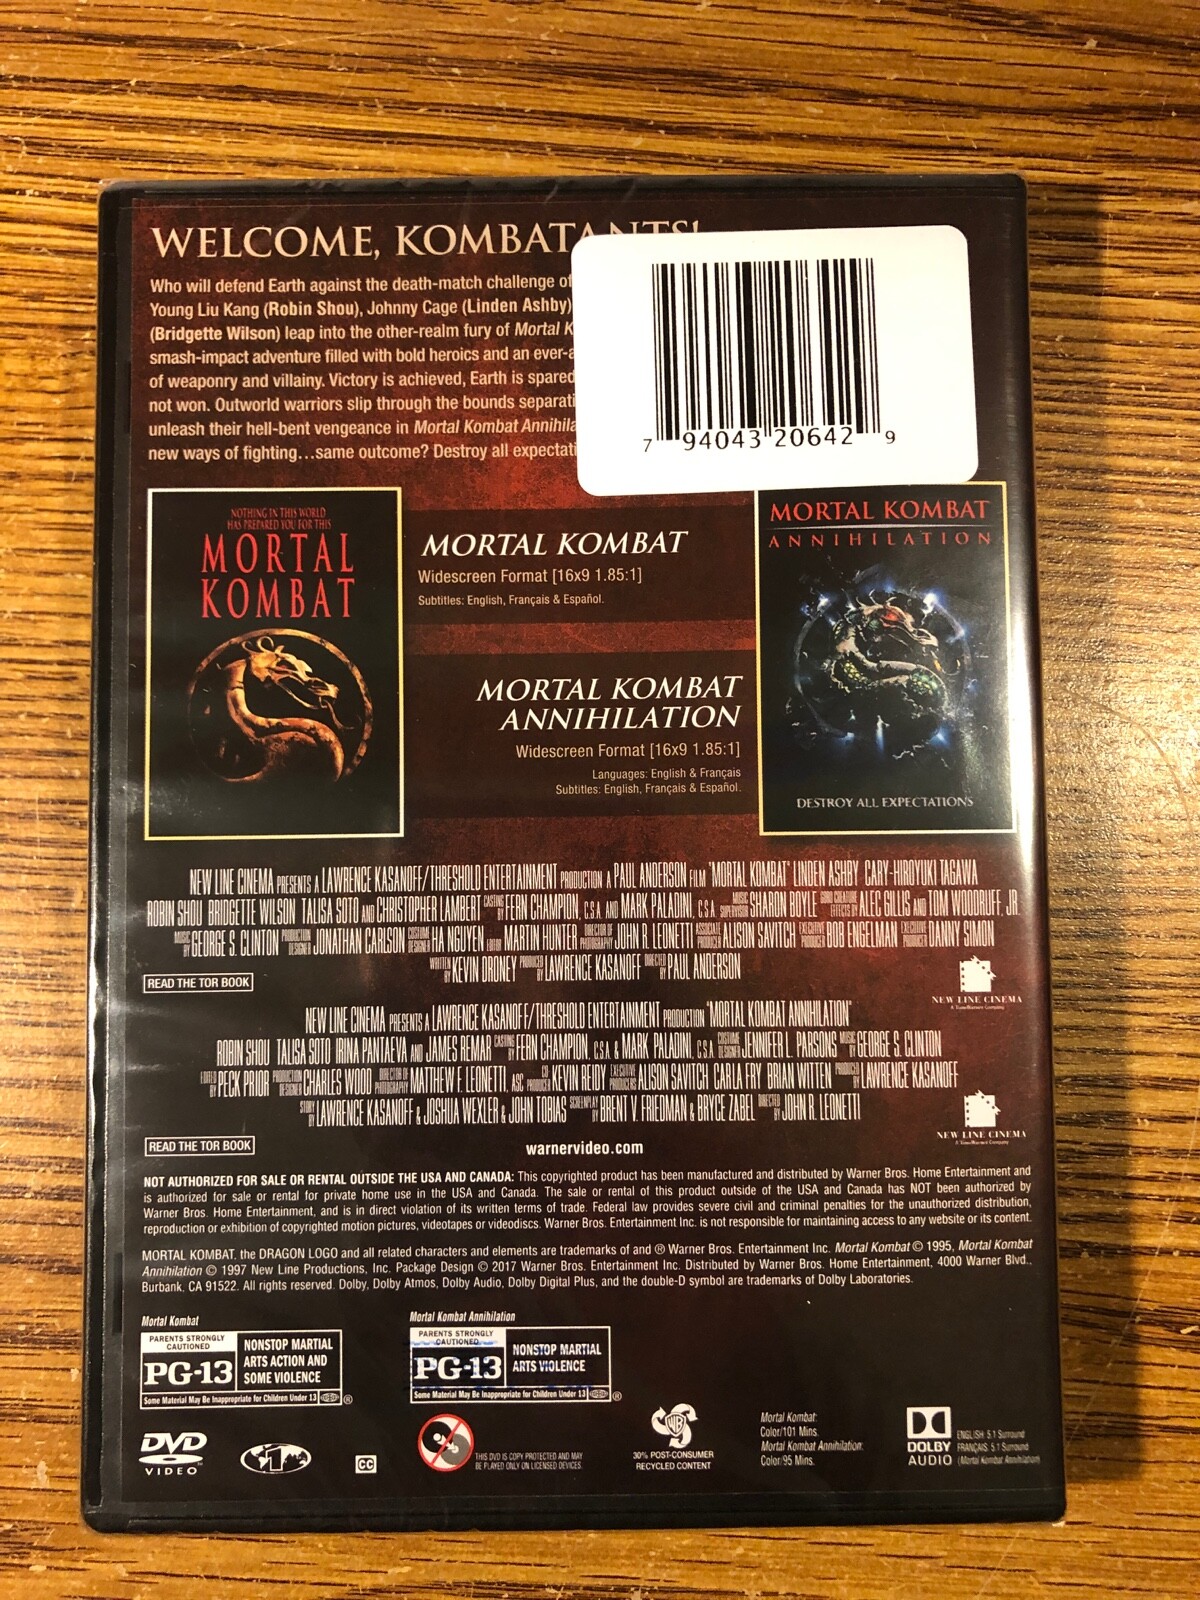 WELCOME, KOMBATANTS!
Who will defend Earth against the death-match challenge of
Young Liu Kang (Robin Shou), Johnny Cage (Linden Ashby)
(Bridgette Wilson) leap into the other-realm fury of Mortal K
smash-impact adventure filled with bold heroics and an ever-a
of weaponry and villainy. Victory is achieved, Earth is spared
not won. Outworld warriors slip through the bounds separati
unleash their hell-bent vengeance in Mortal Kombat Annihila
new ways of fighting...same outcome? Destroy all expectati
7 94043 20642 9
NOTHING IN THIS WORLD
HAS PREPARED YOU FOR THIS
MORTAL
KOMBAT
MORTAL KOMBAT
Widescreen Format [16x9 1.85:1]
Subtitles: English, Français & Español.
MORTAL KOMBAT
ANNIHILATION
Widescreen Format [16x9 1.85:1]
Languages: English & Français
Subtitles: English, Français & Español.
MORTAL KOMBAT
ANNIHILATION
DESTROY ALL EXPECTATIONS
NEW LINE CINEMA PRESENTS A LAWRENCE KASANOFF/THRESHOLD ENTERTAINMENT PRODUCTION A PAUL ANDERSON FILM "MORTAL KOMBAT" LINDEN ASHBY CARY-HIROYUKI TAGAWA
ROBIN SHOU BRIDGETTE WILSON TALISA SOTO AND CHRISTOPHER LAMBERT CASTING BY FERN CHAMPION, C.S.A. AND MARK PALADINI, C.S.A. MUSIC SUPERVISION SHARON BOYLE EFFECTS BY ALEC GILLIS AND TOM WOODRUFF, JR.
MUSIC BY GEORGE S. CLINTON PRODUCTION DESIGNER JONATHAN CARLSON COSTUME DESIGNER HA NGUYEN EDITOR MARTIN HUNTER DIRECTOR OF PHOTOGRAPHY JOHN R. LEONETTI ASSOCIATE PRODUCER ALISON SAVITCH EXECUTIVE PRODUCER BOB ENGELMAN EXECUTIVE PRODUCER DANNY SIMON
WRITTEN BY KEVIN DRONEY PRODUCED BY LAWRENCE KASANOFF DIRECTED BY PAUL ANDERSON
READ THE TOR BOOK
NEW LINE CINEMA
A Time Warner Company
NEW LINE CINEMA PRESENTS A LAWRENCE KASANOFF/THRESHOLD ENTERTAINMENT PRODUCTION "MORTAL KOMBAT ANNIHILATION"
ROBIN SHOU TALISA SOTO IRINA PANTAEVA AND JAMES REMAR CASTING BY FERN CHAMPION, C.S.A. & MARK PALADINI, C.S.A. COSTUME DESIGNER JENNIFER L. PARSONS MUSIC BY GEORGE S. CLINTON
EDITED BY PECK PRIOR PRODUCTION DESIGNER CHARLES WOOD DIRECTOR OF PHOTOGRAPHY MATTHEW F. LEONETTI, ASC CO PRODUCER KEVIN REIDY EXECUTIVE PRODUCERS ALISON SAVITCH CARLA FRY BRIAN WITTEN PRODUCED BY LAWRENCE KASANOFF
STORY BY LAWRENCE KASANOFF & JOSHUA WEXLER & JOHN TOBIAS SCREENPLAY BY BRENT V. FRIEDMAN & BRYCE ZABEL DIRECTED BY JOHN R. LEONETTI
NEW LINE CINEMA
A Time Warner Company
READ THE TOR BOOK
warnervideo.com
NOT AUTHORIZED FOR SALE OR RENTAL OUTSIDE THE USA AND CANADA: This copyrighted product has been manufactured and distributed by Warner Bros. Home Entertainment and
is authorized for sale or rental for private home use in the USA and Canada. The sale or rental of this product outside of the USA and Canada has NOT been authorized by
Warner Bros. Home Entertainment, and is in direct violation of its written terms of trade. Federal law provides severe civil and criminal penalties for the unauthorized distribution,
reproduction or exhibition of copyrighted motion pictures, videotapes or videodiscs. Warner Bros. Entertainment Inc. is not responsible for maintaining access to any website or its content.
MORTAL KOMBAT, the DRAGON LOGO and all related characters and elements are trademarks of and ® Warner Bros. Entertainment Inc. Mortal Kombat © 1995, Mortal Kombat
Annihilation © 1997 New Line Productions, Inc. Package Design © 2017 Warner Bros. Entertainment Inc. Distributed by Warner Bros. Home Entertainment, 4000 Warner Blvd.,
Burbank, CA 91522. All rights reserved. Dolby, Dolby Atmos, Dolby Audio, Dolby Digital Plus, and the double-D symbol are trademarks of Dolby Laboratories.
Mortal Kombat
PARENTS STRONGLY
CAUTIONED
PG-13
NONSTOP MARTIAL
ARTS ACTION AND
SOME VIOLENCE
Some Material May Be Inappropriate for Children Under 13
®
Mortal Kombat Annihilation
PARENTS STRONGLY
CAUTIONED
PG-13
NONSTOP MARTIAL
ARTS VIOLENCE
Some Material May Be Inappropriate for Children Under 13
®
DVD
VIDEO
1
CC
THIS DVD IS COPY PROTECTED AND MAY
BE PLAYED ONLY ON LICENSED DEVICES.
WB
30% POST-CONSUMER
RECYCLED CONTENT
Mortal Kombat:
Color/101 Mins.
Mortal Kombat Annihilation:
Color/95 Mins.
DOLBY
AUDIO
ENGLISH: 5.1 Surround
FRANÇAIS: 5.1 Surround
(Mortal Kombat Annihilation)